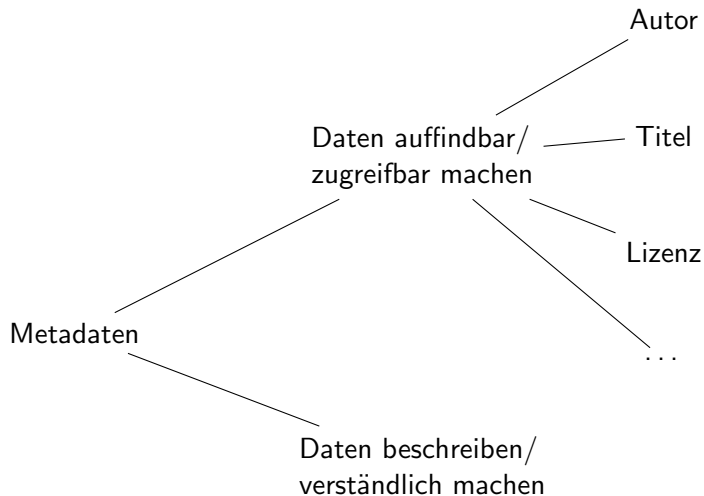 Autor
Daten auffindbar/
zugreifbar machen
Titel
Lizenz
Metadaten
...
Daten beschreiben/
verständlich machen